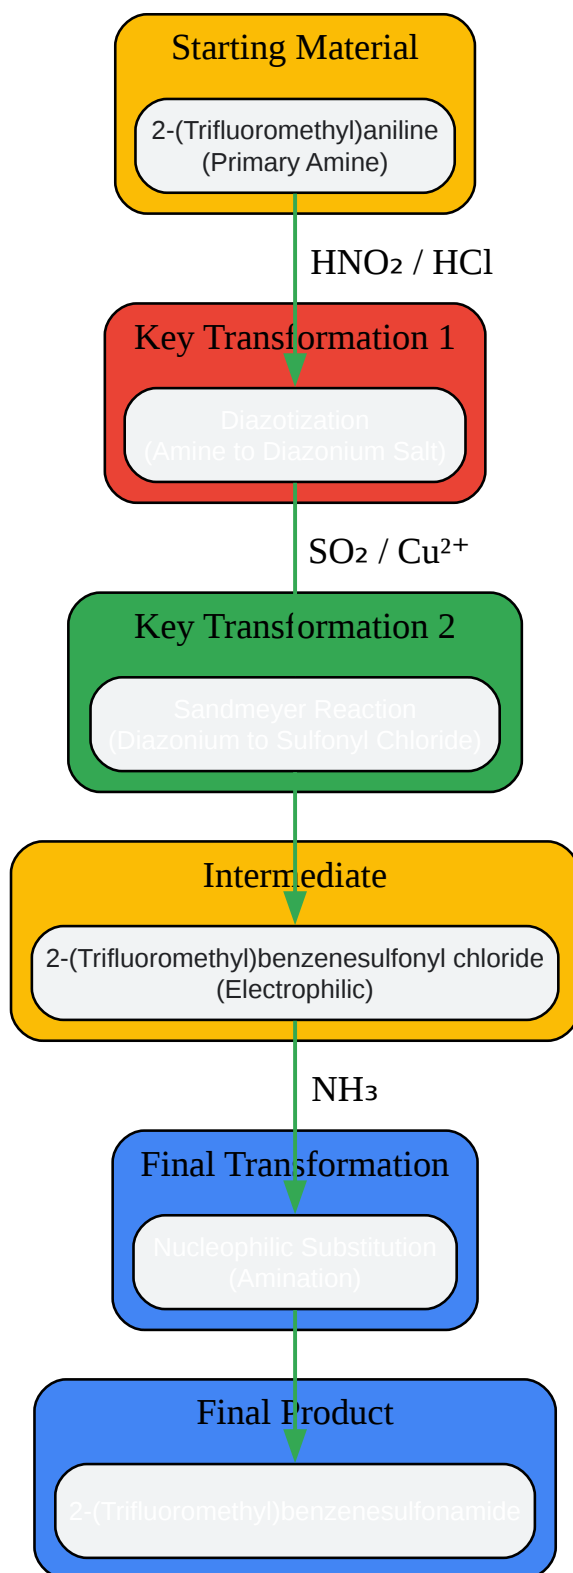 Starting Material
2-(Trifluoromethyl)aniline
(Primary Amine)
HNO₂ / HCl
Key Transformation 1
Diazotization
(Amine to Diazonium Salt)
SO₂ / Cu²⁺
Key Transformation 2
Sandmeyer Reaction
(Diazonium to Sulfonyl Chloride)
Intermediate
2-(Trifluoromethyl)benzenesulfonyl chloride
(Electrophilic)
NH₃
Final Transformation
Nucleophilic Substitution
(Amination)
Final Product
2-(Trifluoromethyl)benzenesulfonamide